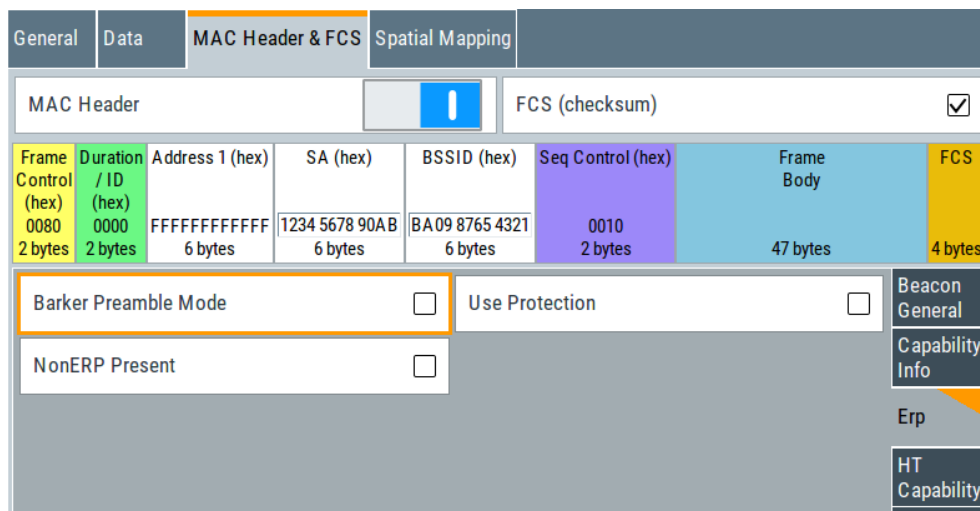 General Data MAC Header & FCS Spatial Mapping
MAC Header FCS (checksum)
Frame Control (hex) 0080 2 bytes
Duration / ID (hex) 0000 2 bytes
Address 1 (hex) FFFFFFFFFFFF 6 bytes
SA (hex) 1234 5678 90AB 6 bytes
BSSID (hex) BA09 8765 4321 6 bytes
Seq Control (hex) 0010 2 bytes
Frame Body 47 bytes
FCS 4 bytes
Barker Preamble Mode Use Protection
NonERP Present
Beacon
General
Capability
Info
Erp
HT
Capability